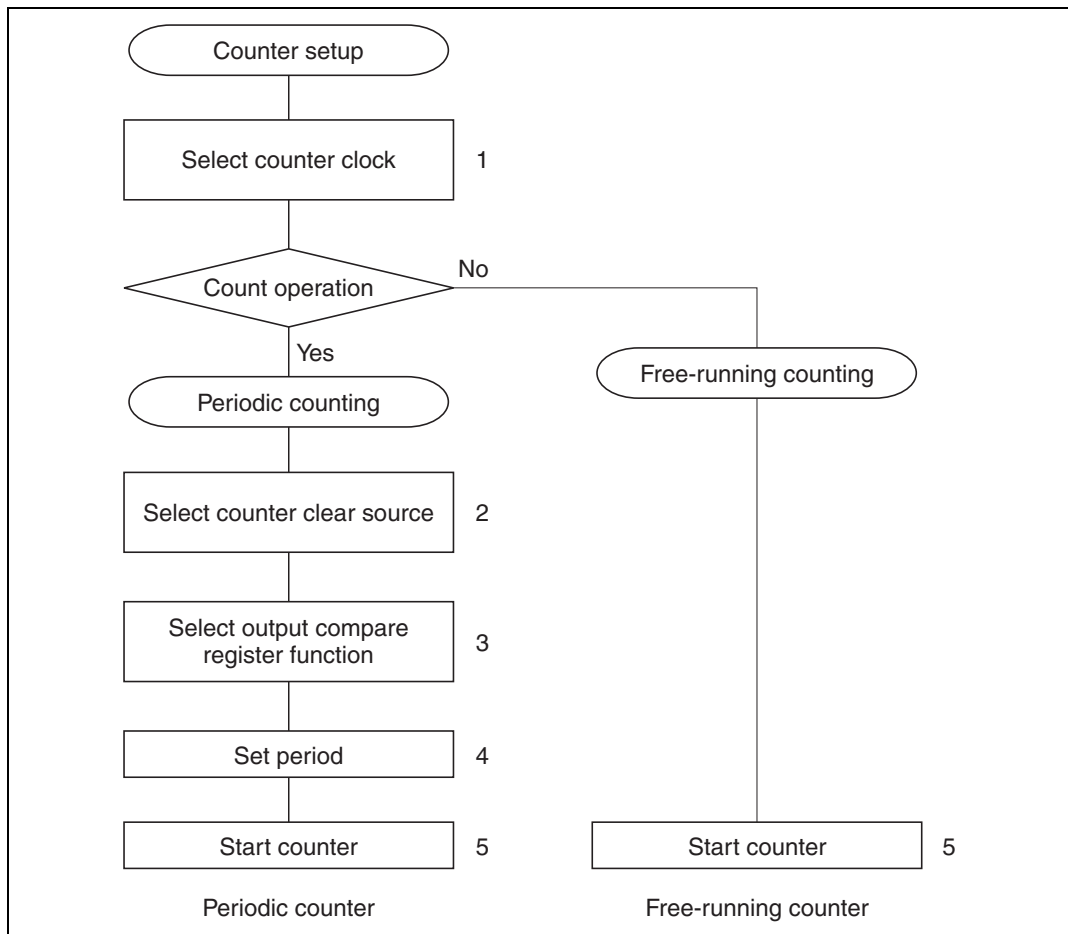 Counter setup
Select counter clock
1
Count operation
No
Yes
Free-running counting
Periodic counting
Select counter clear source
2
Select output compare
register function
3
Set period
4
Start counter
5
Start counter
5
Periodic counter
Free-running counter